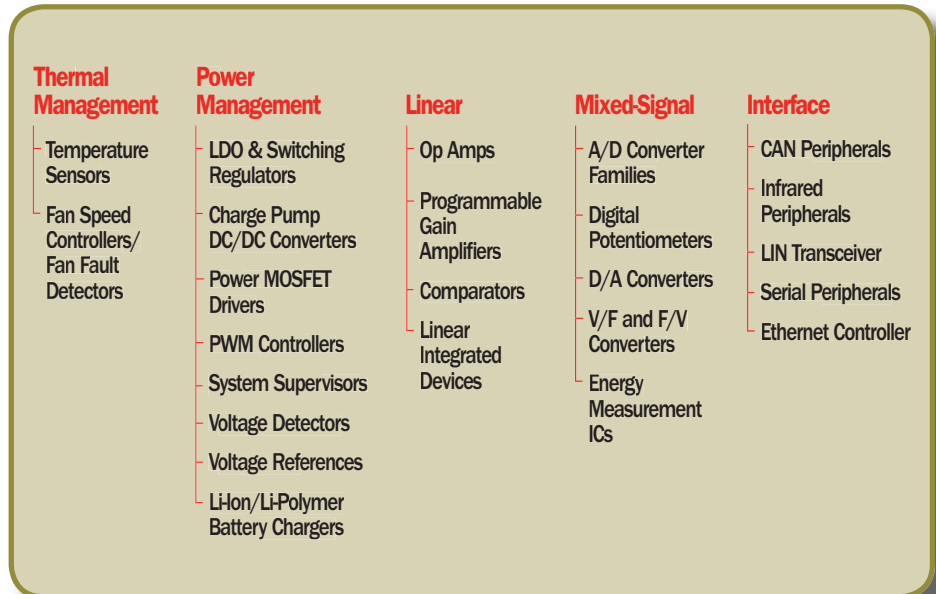 Thermal
Management
Temperature
Sensors
Fan Speed
Controllers/
Fan Fault
Detectors
Power
Management
LDO & Switching
Regulators
Charge Pump
DC/DC Converters
Power MOSFET
Drivers
PWM Controllers
System Supervisors
Voltage Detectors
Voltage References
Li-Ion/Li-Polymer
Battery Chargers
Linear
Op Amps
Programmable
Gain
Amplifiers
Comparators
Linear
Integrated
Devices
Mixed-Signal
A/D Converter
Families
Digital
Potentiometers
D/A Converters
V/F and F/V
Converters
Energy
Measurement
ICs
Interface
CAN Peripherals
Infrared
Peripherals
LIN Transceiver
Serial Peripherals
Ethernet Controller